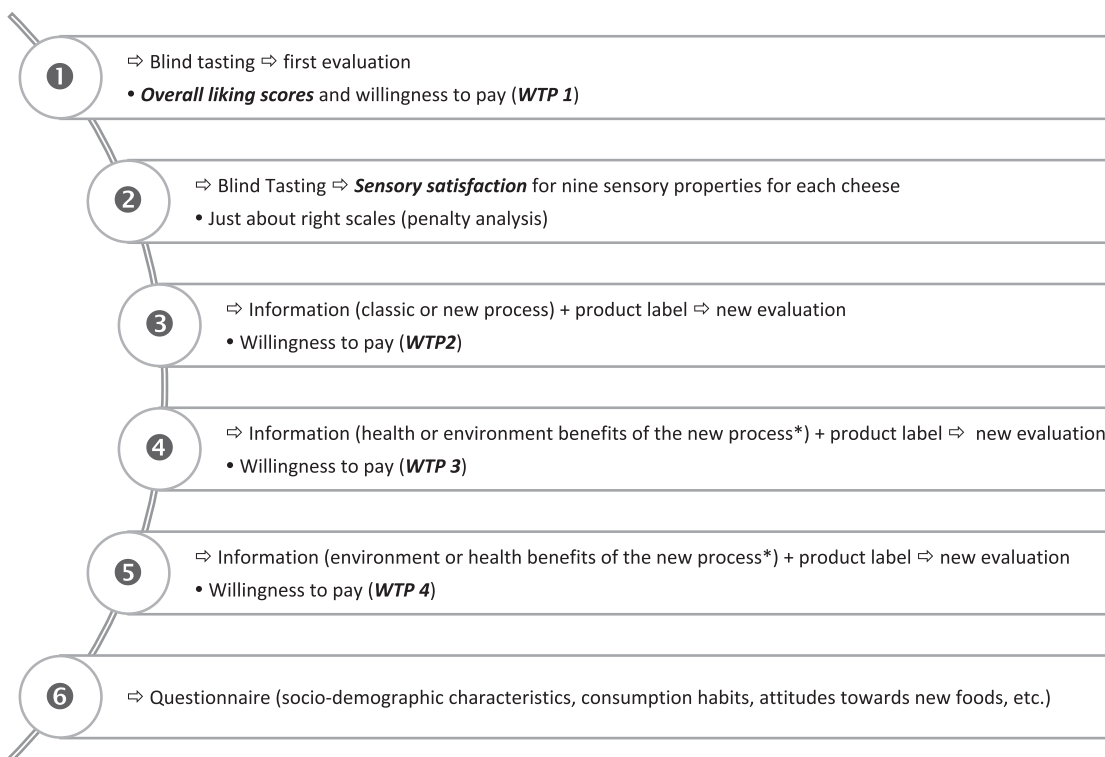 ❶
⇨ Blind tasting ⇨ first evaluation
• Overall liking scores and willingness to pay (WTP 1)
❷
⇨ Blind Tasting ⇨ Sensory satisfaction for nine sensory properties for each cheese
• Just about right scales (penalty analysis)
❸
⇨ Information (classic or new process) + product label ⇨ new evaluation
• Willingness to pay (WTP2)
❹
⇨ Information (health or environment benefits of the new process*) + product label ⇨ new evaluation
• Willingness to pay (WTP 3)
❺
⇨ Information (environment or health benefits of the new process*) + product label ⇨ new evaluation
• Willingness to pay (WTP 4)
❻
⇨ Questionnaire (socio-demographic characteristics, consumption habits, attitudes towards new foods, etc.)